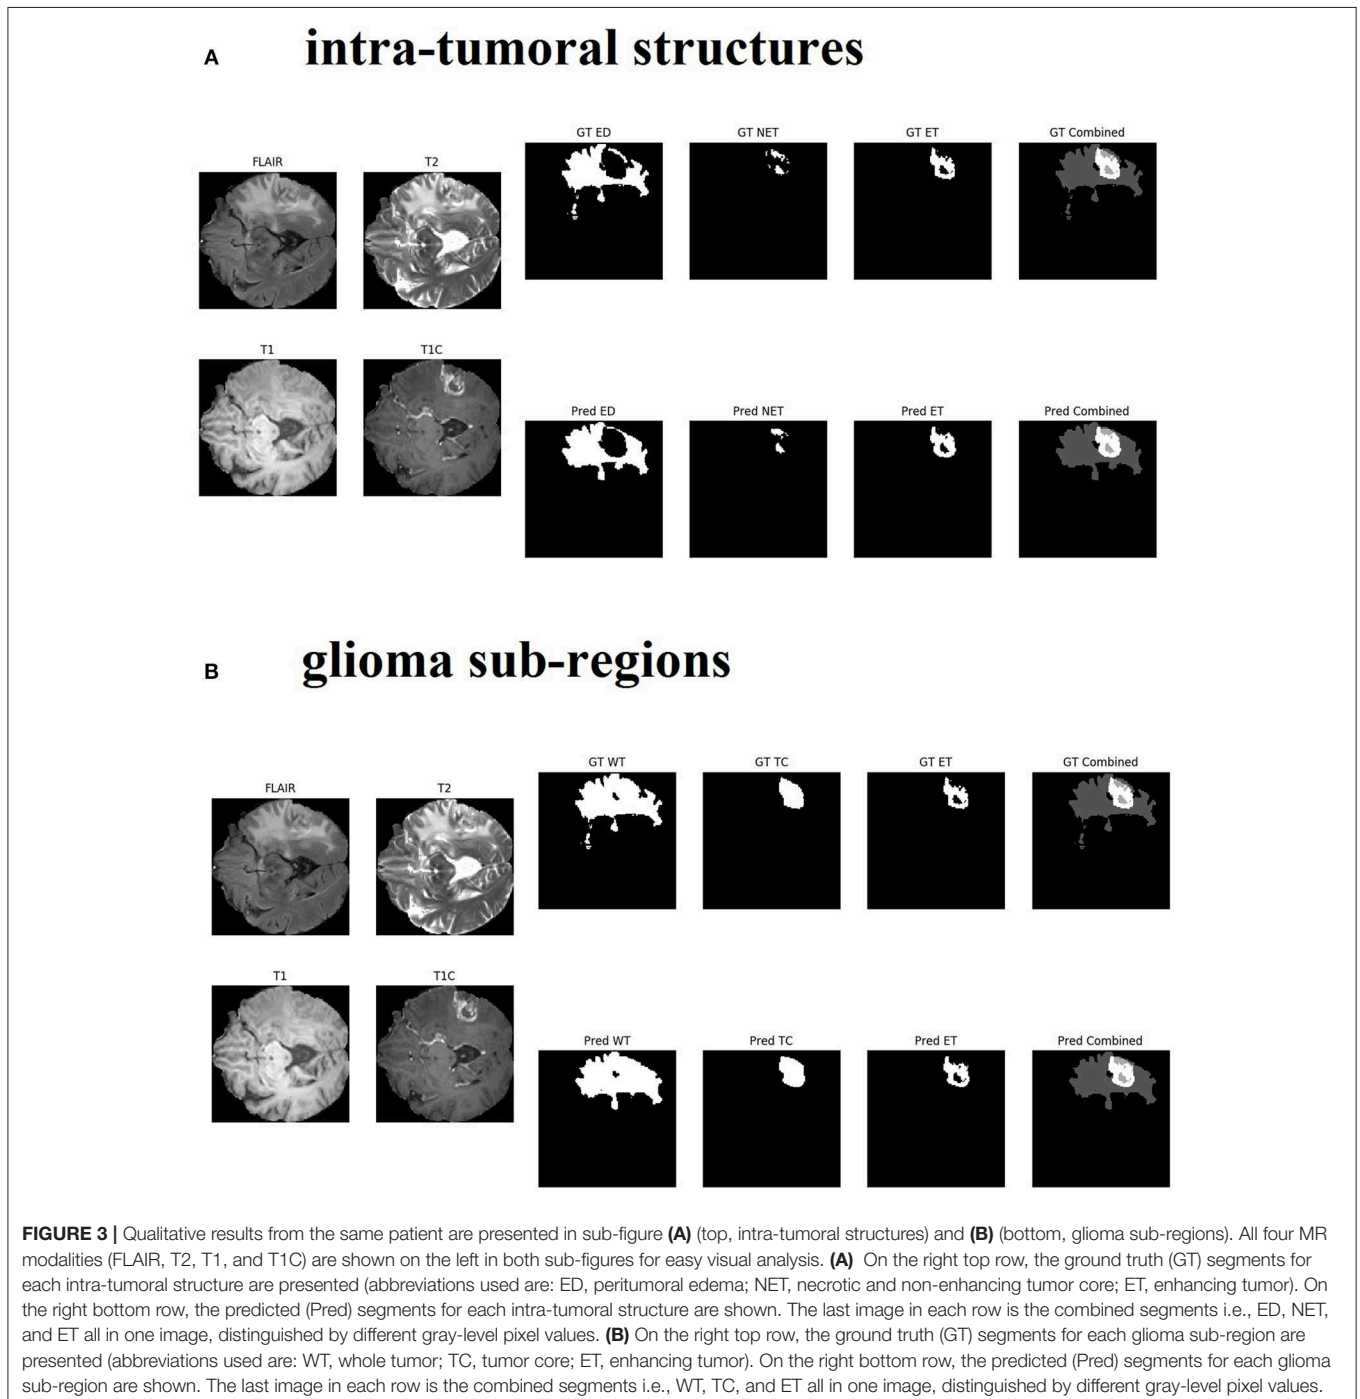 A intra-tumoral structures
GT ED GT NET GT ET GT Combined
FLAIR T2
T1 T1C
Pred ED Pred NET Pred ET Pred Combined
B glioma sub-regions
GT WT GT TC GT ET GT Combined
FLAIR T2
T1 T1C
Pred WT Pred TC Pred ET Pred Combined
FIGURE 3 | Qualitative results from the same patient are presented in sub-figure (A) (top, intra-tumoral structures) and (B) (bottom, glioma sub-regions). All four MR
modalities (FLAIR, T2, T1, and T1C) are shown on the left in both sub-figures for easy visual analysis. (A) On the right top row, the ground truth (GT) segments for
each intra-tumoral structure are presented (abbreviations used are: ED, peritumoral edema; NET, necrotic and non-enhancing tumor core; ET, enhancing tumor). On
the right bottom row, the predicted (Pred) segments for each intra-tumoral structure are shown. The last image in each row is the combined segments i.e., ED, NET,
and ET all in one image, distinguished by different gray-level pixel values. (B) On the right top row, the ground truth (GT) segments for each glioma sub-region are
presented (abbreviations used are: WT, whole tumor; TC, tumor core; ET, enhancing tumor). On the right bottom row, the predicted (Pred) segments for each glioma
sub-region are shown. The last image in each row is the combined segments i.e., WT, TC, and ET all in one image, distinguished by different gray-level pixel values.